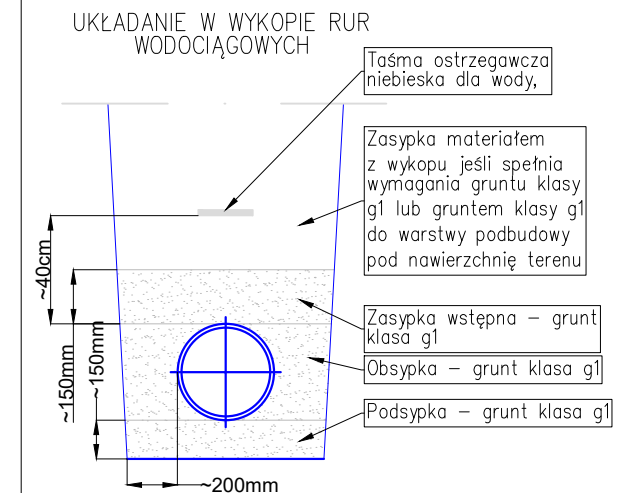 UKŁADANIE W WYKOPIE RUR
WODOCIĄGOWYCH
Taśma ostrzegawcza
niebieska dla wody,
Zasypka materiałem
z wykopu jeśli spełnia
wymagania gruntu klasy
g1 lub gruntem klasy g1
do warstwy podbudowy
pod nawierzchnię terenu
~40cm
Zasypka wstępna – grunt
klasa g1
~150mm
~150mm
Obsypka – grunt klasa g1
Podsypka – grunt klasa g1
~200mm